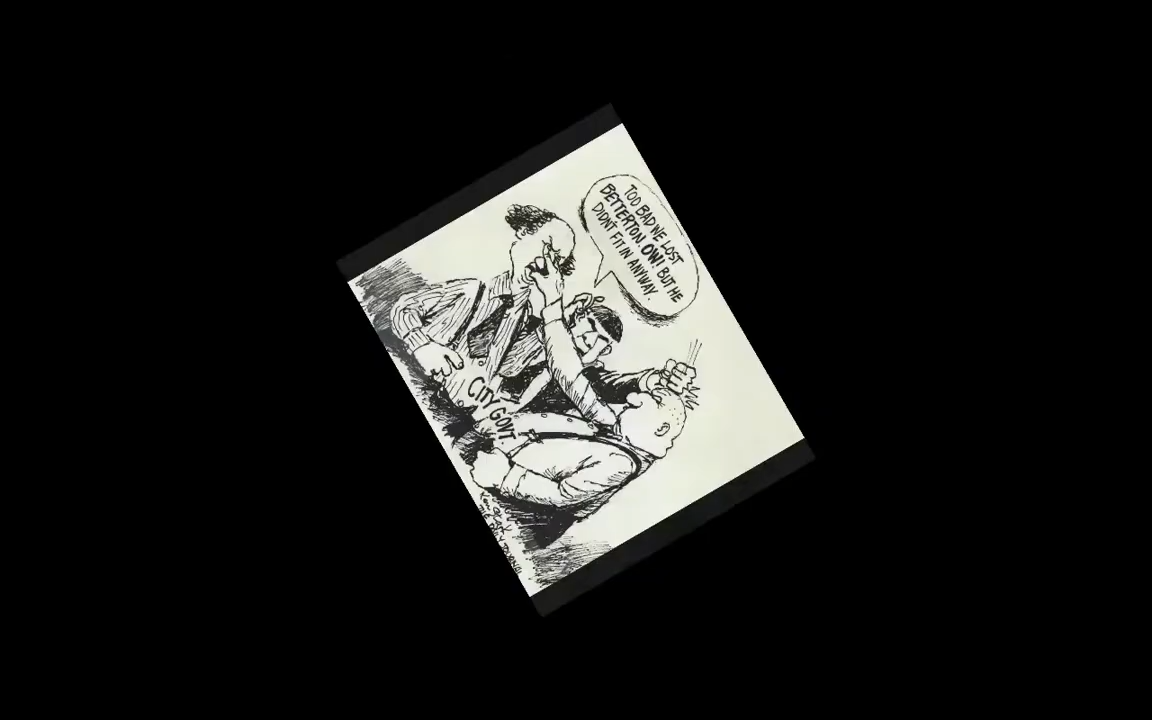 TOO BAD WE LOST
BETTERTON. OW! BUT HE
DIDN'T FIT IN ANYWAY.
CITY GOVT.